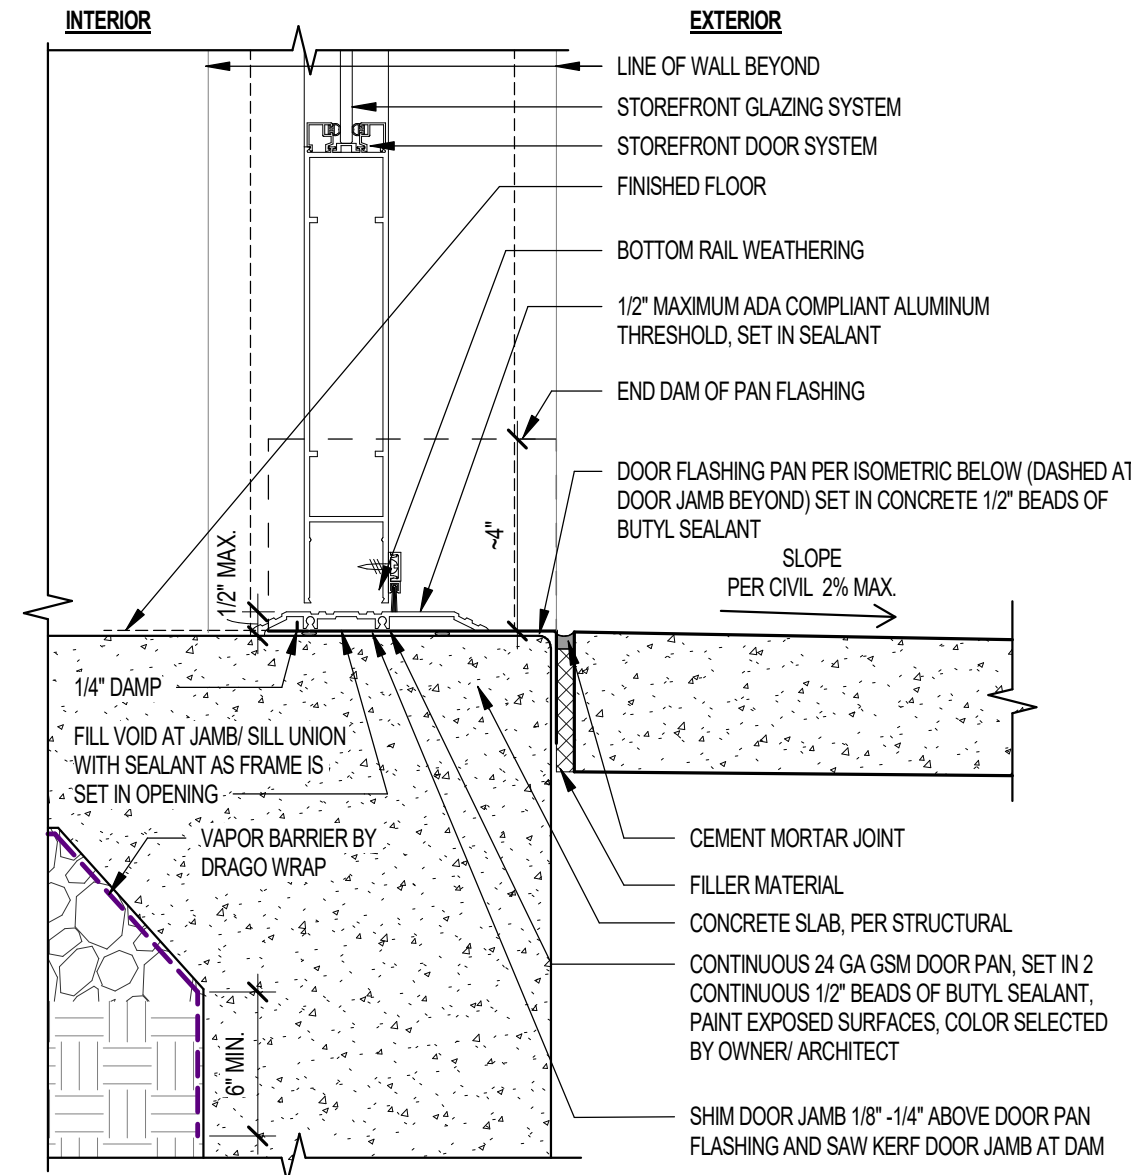 INTERIOR
EXTERIOR
LINE OF WALL BEYOND
STOREFRONT GLAZING SYSTEM
STOREFRONT DOOR SYSTEM
FINISHED FLOOR
BOTTOM RAIL WEATHERING
1/2" MAXIMUM ADA COMPLIANT ALUMINUM
THRESHOLD, SET IN SEALANT
END DAM OF PAN FLASHING
DOOR FLASHING PAN PER ISOMETRIC BELOW (DASHED AT
DOOR JAMB BEYOND) SET IN CONCRETE 1/2" BEADS OF
BUTYL SEALANT
~4"
1/2" MAX.
SLOPE
PER CIVIL 2% MAX.
1/4" DAMP
FILL VOID AT JAMB/ SILL UNION
WITH SEALANT AS FRAME IS
SET IN OPENING
VAPOR BARRIER BY
DRAGO WRAP
6" MIN.
CEMENT MORTAR JOINT
FILLER MATERIAL
CONCRETE SLAB, PER STRUCTURAL
CONTINUOUS 24 GA GSM DOOR PAN, SET IN 2
CONTINUOUS 1/2" BEADS OF BUTYL SEALANT,
PAINT EXPOSED SURFACES, COLOR SELECTED
BY OWNER/ ARCHITECT
SHIM DOOR JAMB 1/8" -1/4" ABOVE DOOR PAN
FLASHING AND SAW KERF DOOR JAMB AT DAM